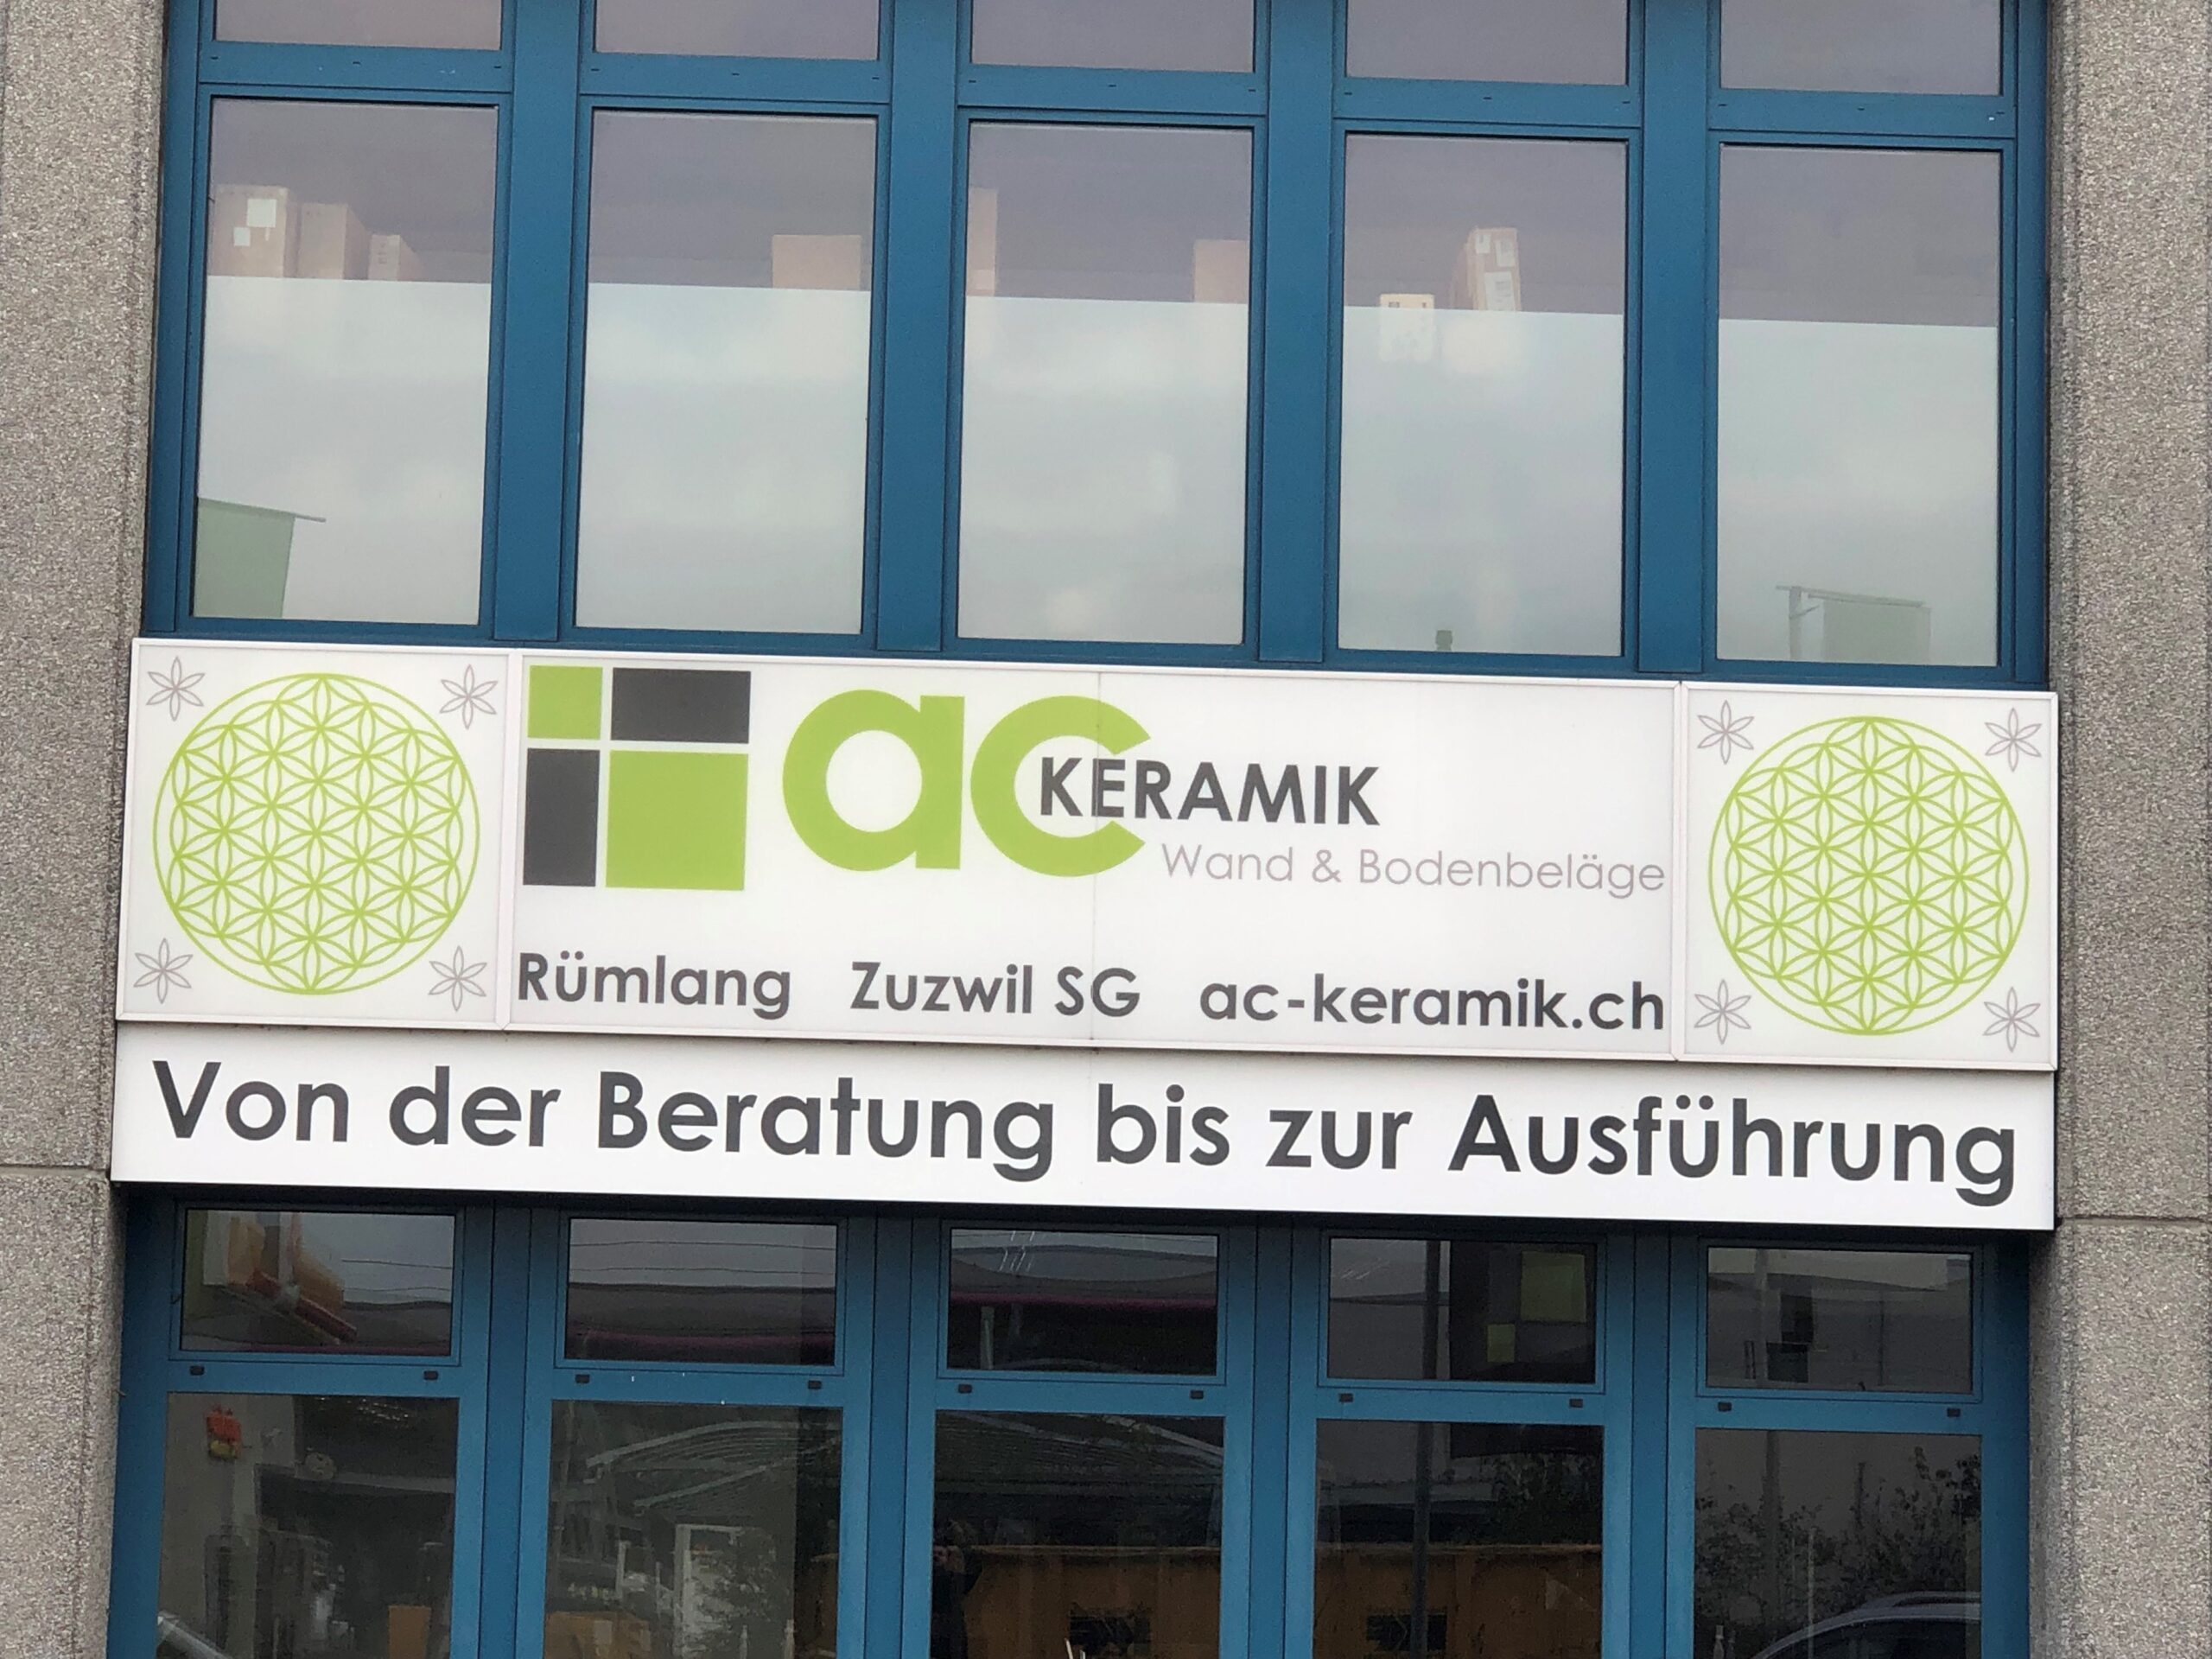 ac KERAMIK
Wand & Bodenbeläge
Rümlang Zuzwil SG ac-keramik.ch
Von der Beratung bis zur Ausführung